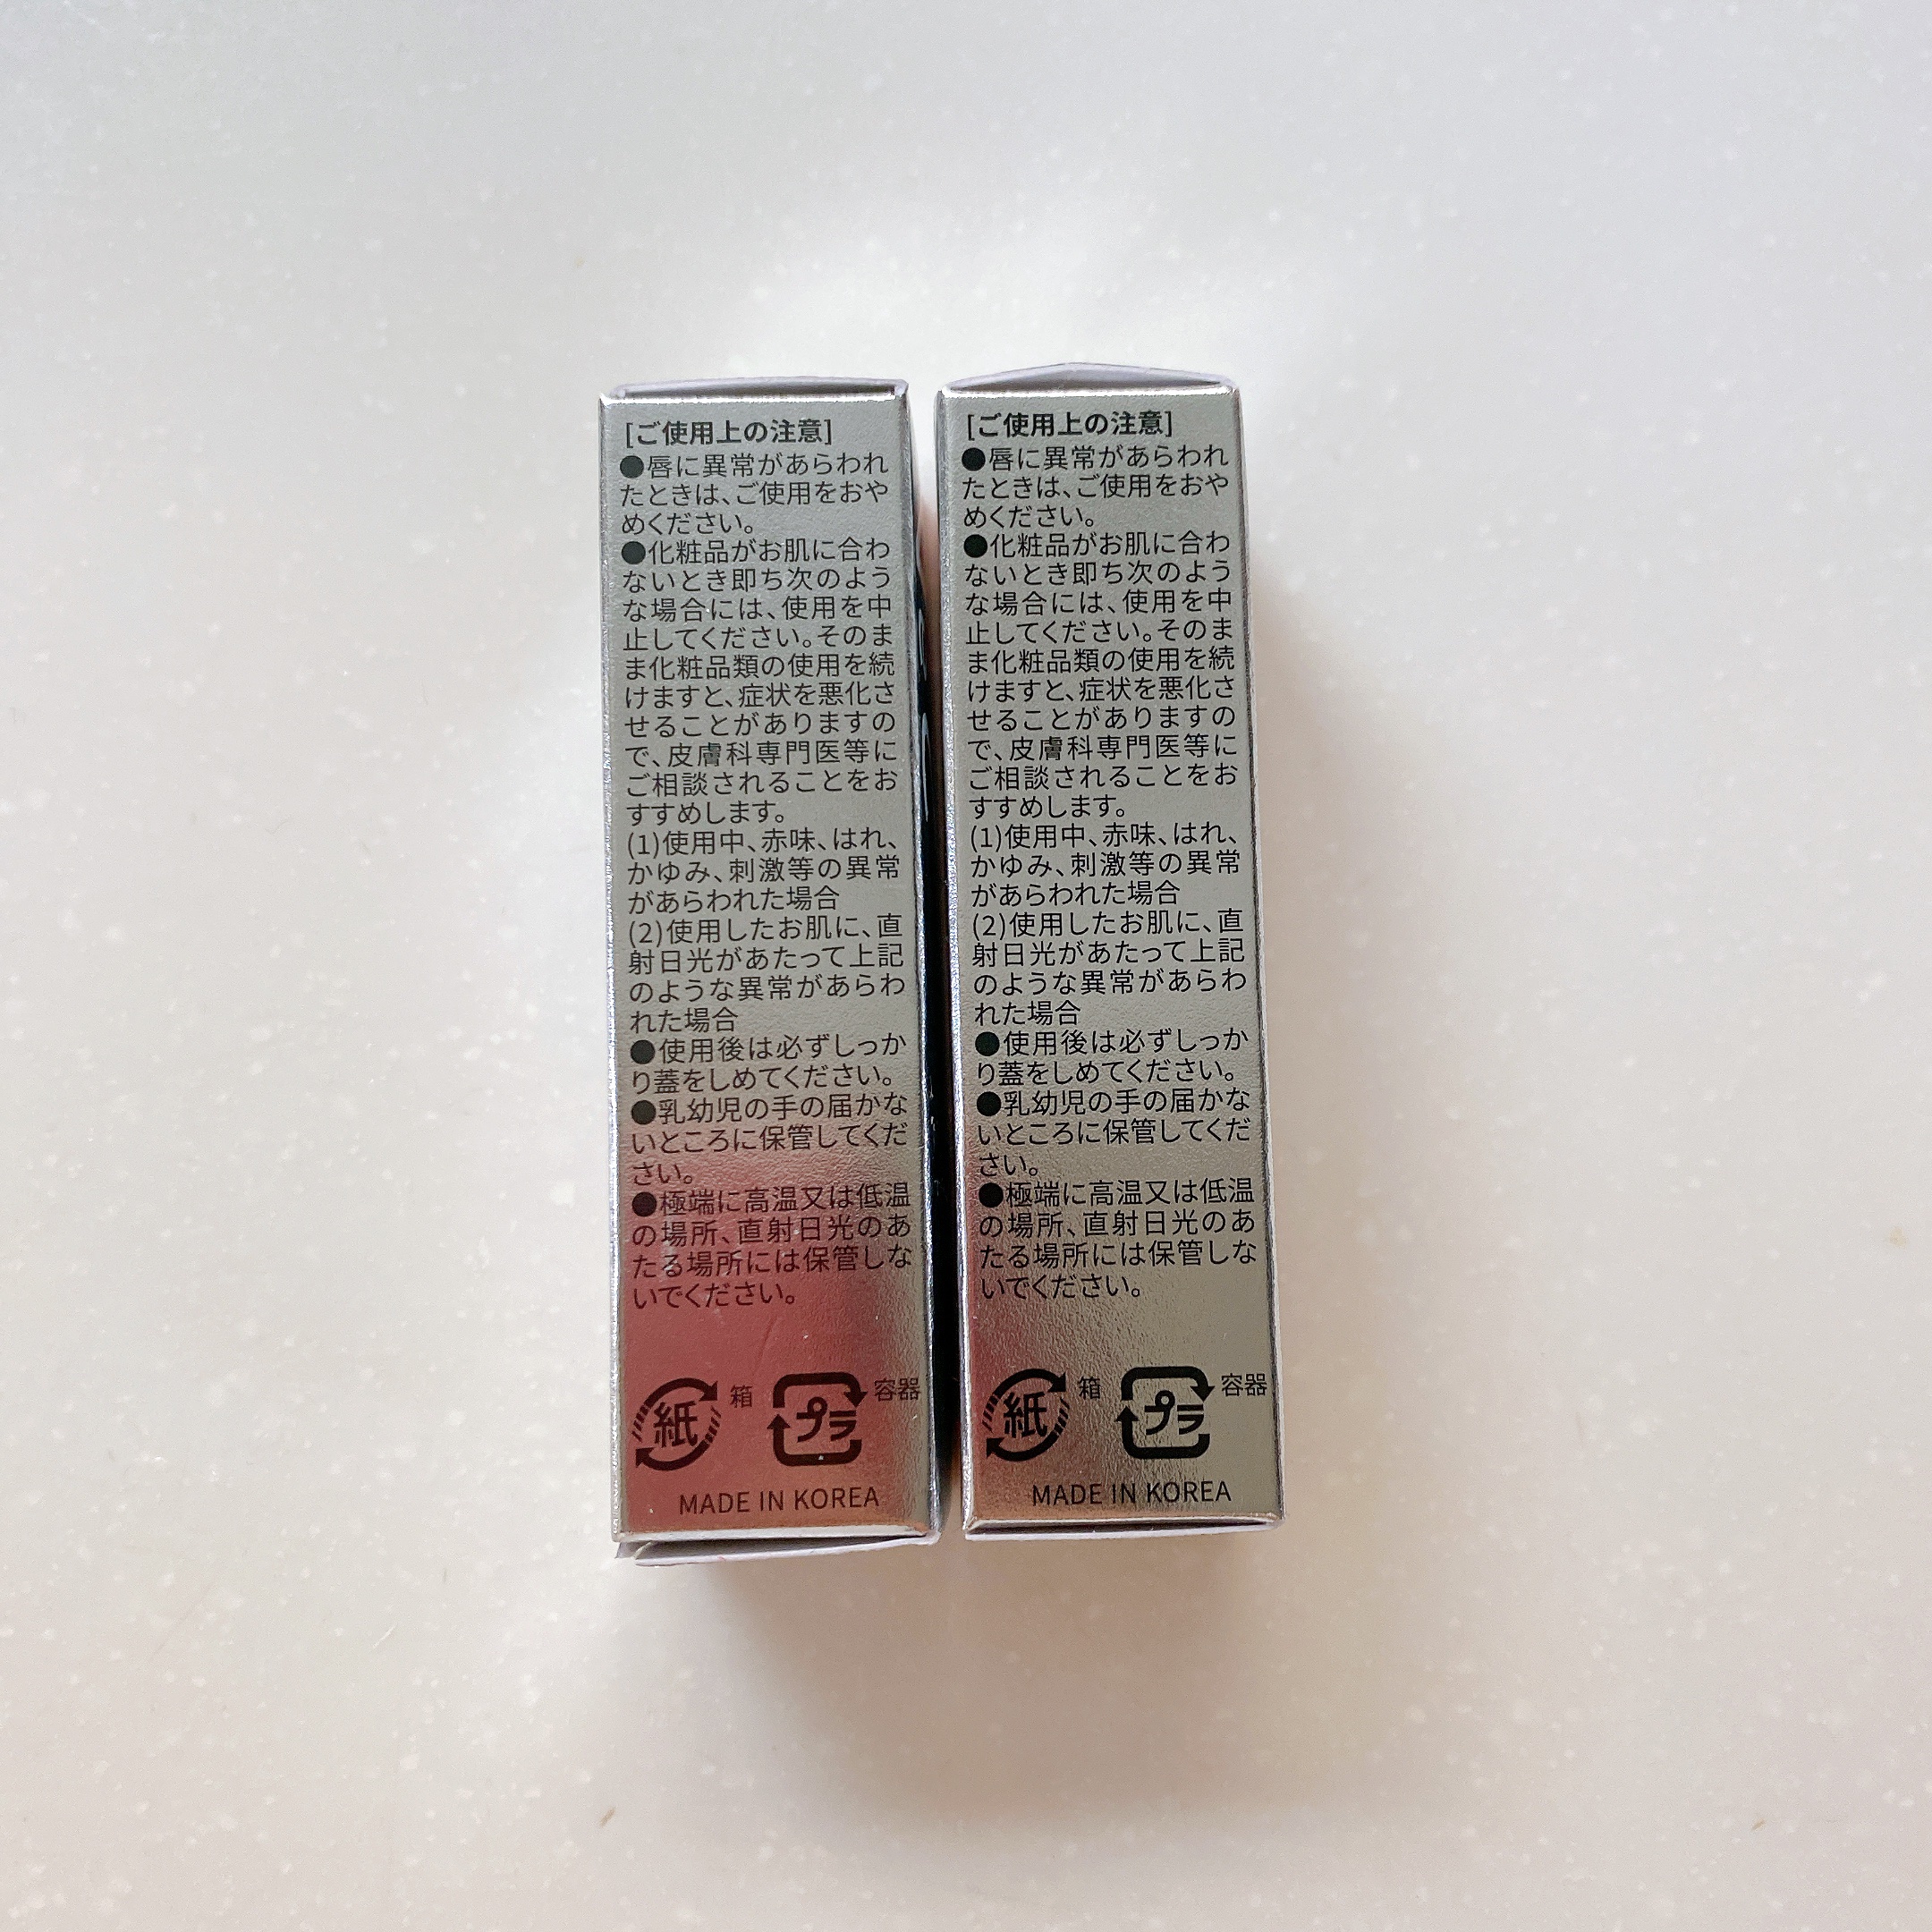 [ご使用上の注意]
●唇に異常があらわれ
たときは、ご使用をおや
めください。
●化粧品がお肌に合わ
ないとき即ち次のよう
な場合には、使用を中
止してください。そのま
ま化粧品類の使用を続
けますと、症状を悪化さ
せることがありますの
で、皮膚科専門医等に
ご相談されることをお
すすめします。
(1)使用中、赤味、はれ、
かゆみ、刺激等の異常
があらわれた場合
(2)使用したお肌に、直
射日光があたって上記
のような異常があらわ
れた場合
●使用後は必ずしっか
り蓋をしめてください。
●乳幼児の手の届かな
いところに保管してくだ
さい。
●極端に高温又は低温
の場所、直射日光のあ
たる場所には保管しな
いでください。
紙 箱 プラ 容器
MADE IN KOREA
[ご使用上の注意]
●唇に異常があらわれ
たときは、ご使用をおや
めください。
●化粧品がお肌に合わ
ないとき即ち次のよう
な場合には、使用を中
止してください。そのま
ま化粧品類の使用を続
けますと、症状を悪化さ
せることがありますの
で、皮膚科専門医等に
ご相談されることをお
すすめします。
(1)使用中、赤味、はれ、
かゆみ、刺激等の異常
があらわれた場合
(2)使用したお肌に、直
射日光があたって上記
のような異常があらわ
れた場合
●使用後は必ずしっか
り蓋をしめてください。
●乳幼児の手の届かな
いところに保管してくだ
さい。
●極端に高温又は低温
の場所、直射日光のあ
たる場所には保管しな
いでください。
紙 箱 プラ 容器
MADE IN KOREA